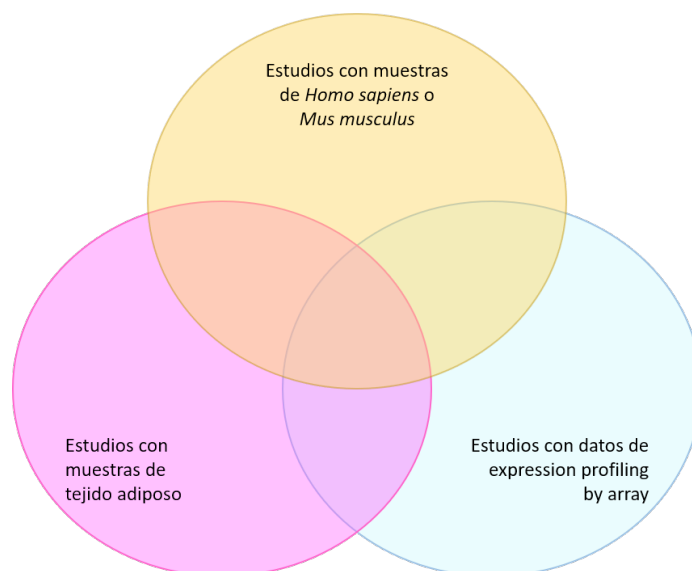 Estudios con muestras
de Homo sapiens o
Mus musculus
Estudios con
muestras de
tejido adiposo
Estudios con datos de
expression profiling
by array